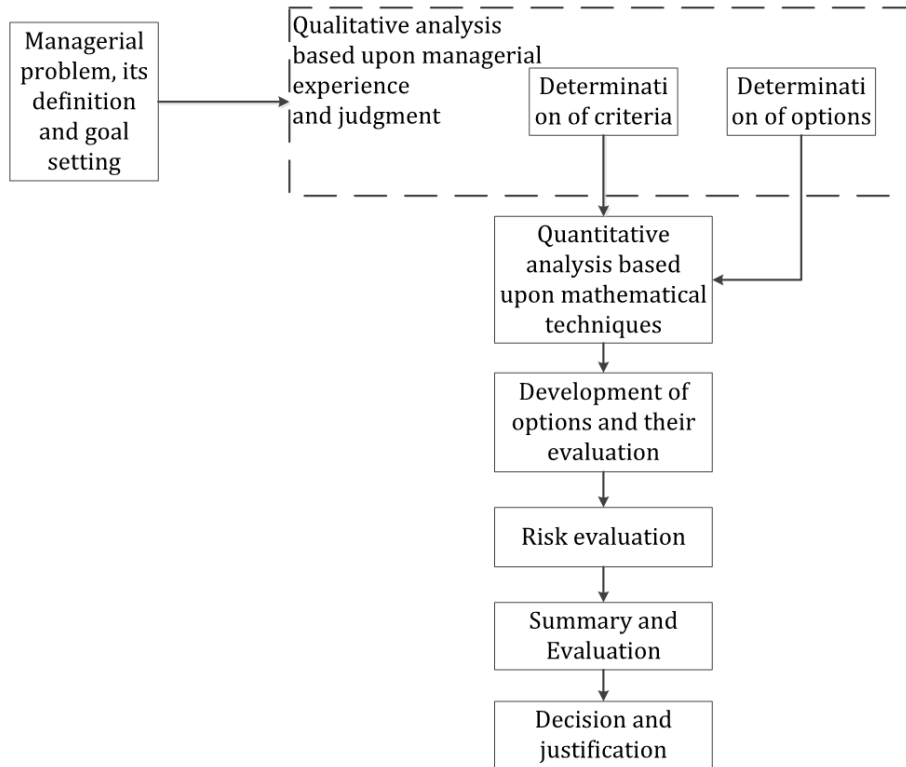 Managerial
problem, its
definition
and goal
setting
Qualitative analysis
based upon managerial
experience
and judgment
Determinati
on of criteria
Determinati
on of options
Quantitative
analysis based
upon mathematical
techniques
Development of
options and their
evaluation
Risk evaluation
Summary and
Evaluation
Decision and
justification